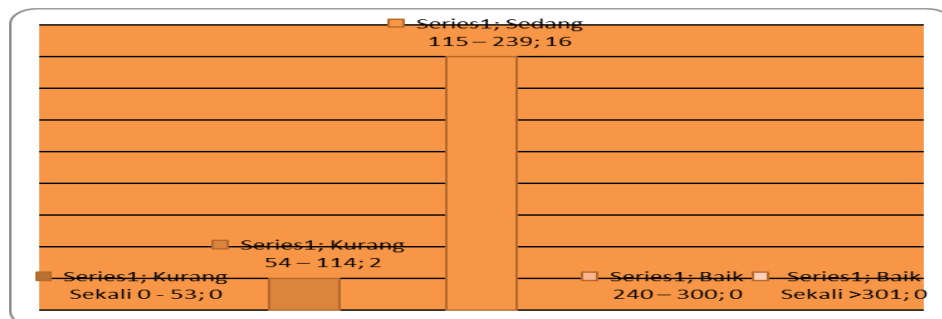 Series1; Sedang
115 – 239; 16
Series1; Kurang
54 – 114; 2
Series1; Kurang
Sekali 0 - 53; 0
Series1; Baik
240 – 300; 0
Series1; Baik
Sekali >301; 0